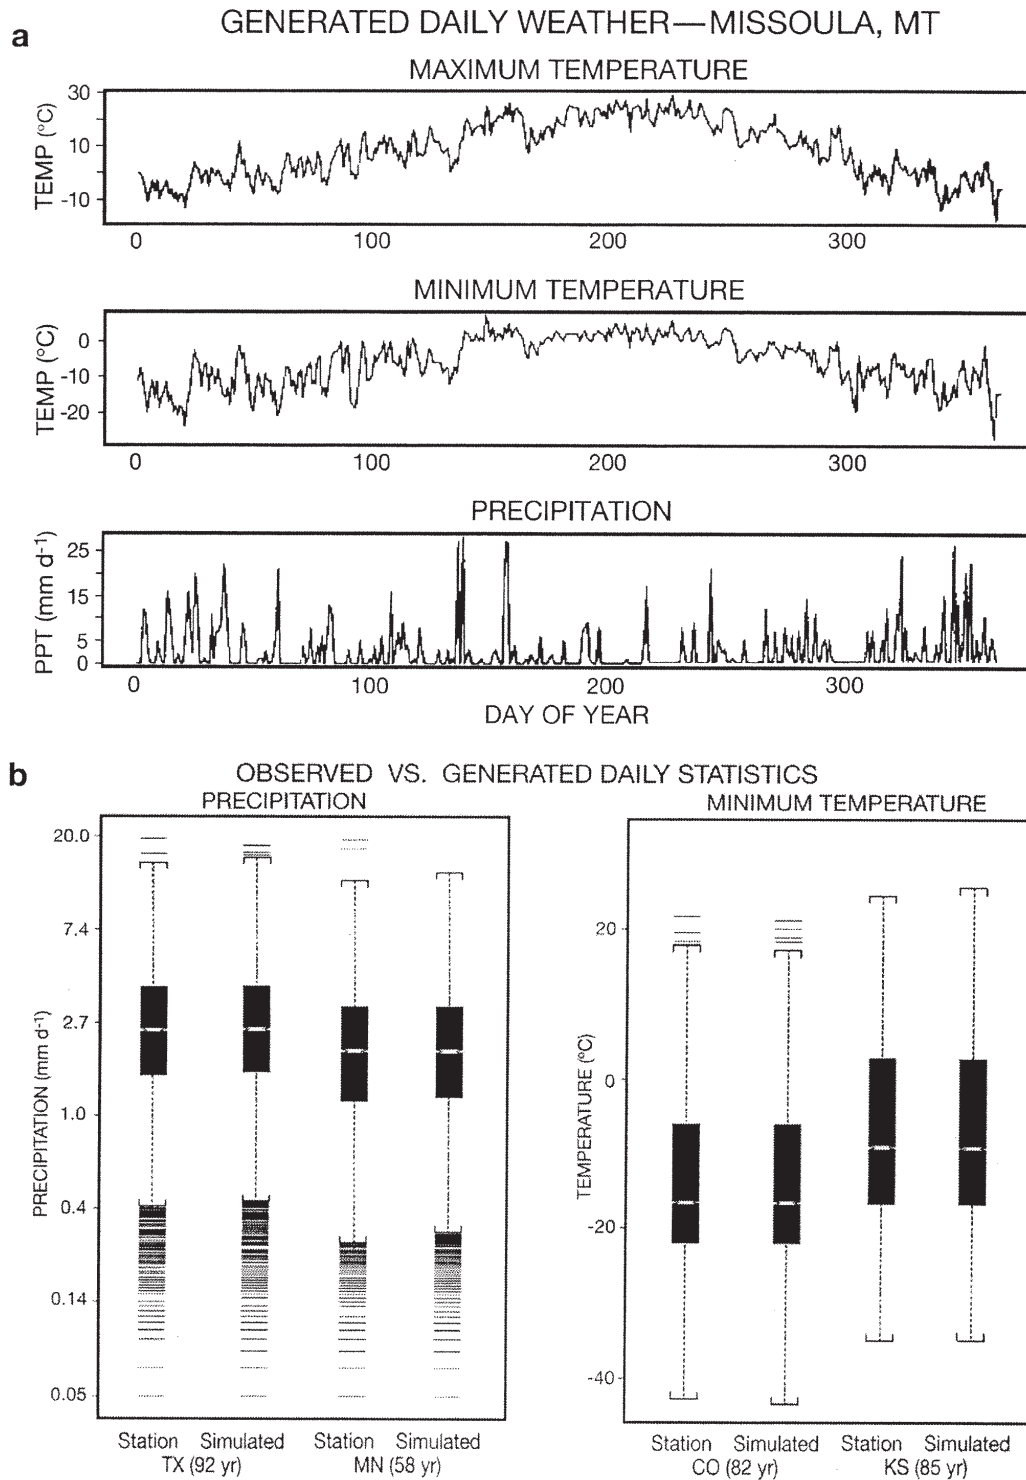 a
GENERATED DAILY WEATHER—MISSOULA, MT
MAXIMUM TEMPERATURE
TEMP (°C)
30
10
-10
0 100 200 300
MINIMUM TEMPERATURE
TEMP (°C)
0
-10
-20
0 100 200 300
PRECIPITATION
PPT (mm d-1)
25
15
5
0
0 100 200 300
DAY OF YEAR
b
OBSERVED VS. GENERATED DAILY STATISTICS
PRECIPITATION
PRECIPITATION (mm d-1)
20.0
7.4
2.7
1.0
0.4
0.14
0.05
Station Simulated Station Simulated
TX (92 yr) MN (58 yr)
MINIMUM TEMPERATURE
TEMPERATURE (°C)
20
0
-20
-40
Station Simulated Station Simulated
CO (82 yr) KS (85 yr)